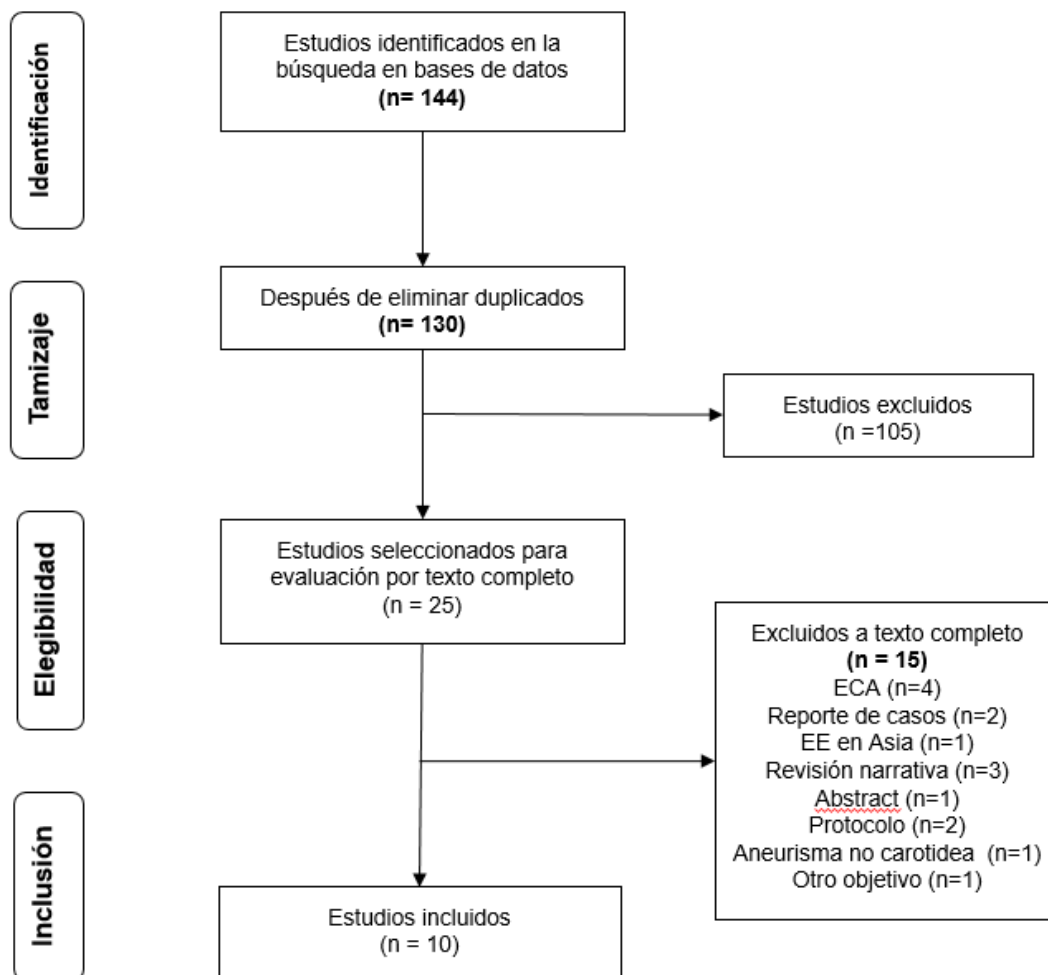 Identificación
Estudios identificados en la
búsqueda en bases de datos
(n= 144)
Tamizaje
Después de eliminar duplicados
(n= 130)
Estudios excluidos
(n =105)
Elegibilidad
Estudios seleccionados para
evaluación por texto completo
(n = 25)
Excluidos a texto completo
(n = 15)
ECA (n=4)
Reporte de casos (n=2)
EE en Asia (n=1)
Revisión narrativa (n=3)
Abstract (n=1)
Protocolo (n=2)
Aneurisma no carotidea (n=1)
Otro objetivo (n=1)
Inclusión
Estudios incluidos
(n = 10)